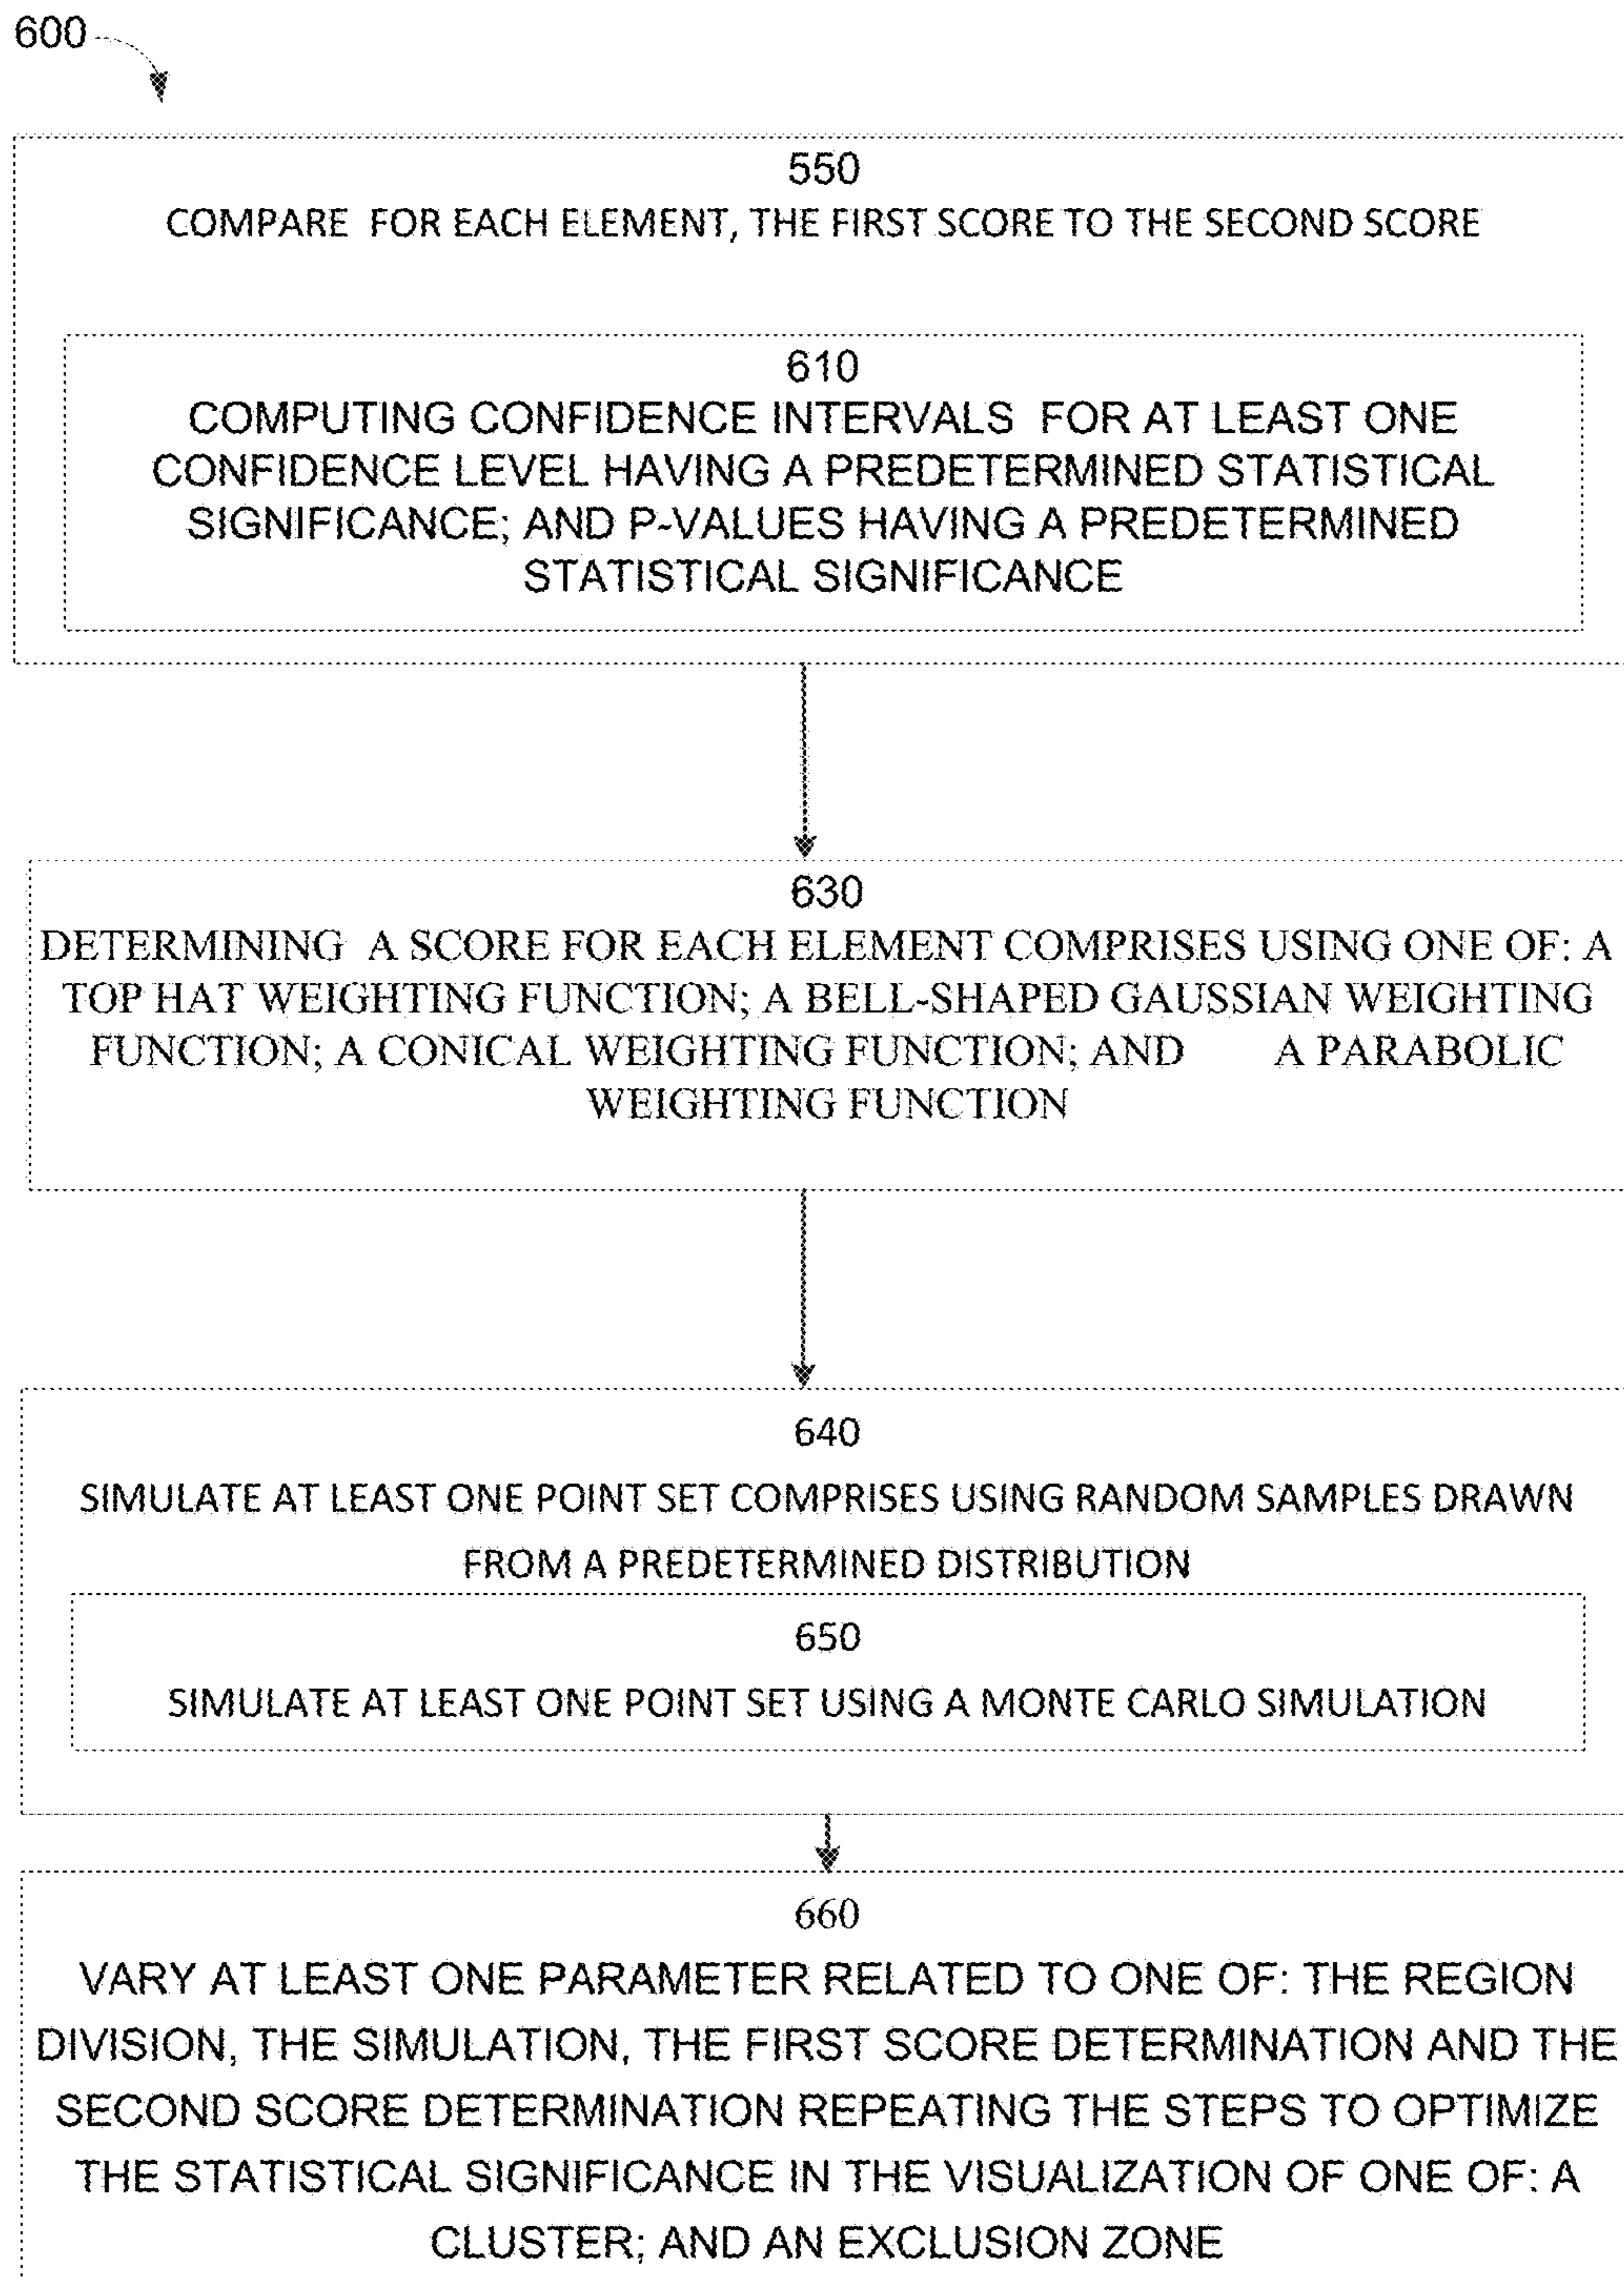 600
550
COMPARE FOR EACH ELEMENT, THE FIRST SCORE TO THE SECOND SCORE
610
COMPUTING CONFIDENCE INTERVALS FOR AT LEAST ONE
CONFIDENCE LEVEL HAVING A PREDETERMINED STATISTICAL
SIGNIFICANCE; AND P-VALUES HAVING A PREDETERMINED
STATISTICAL SIGNIFICANCE
630
DETERMINING A SCORE FOR EACH ELEMENT COMPRISES USING ONE OF: A
TOP HAT WEIGHTING FUNCTION; A BELL-SHAPED GAUSSIAN WEIGHTING
FUNCTION; A CONICAL WEIGHTING FUNCTION; AND A PARABOLIC
WEIGHTING FUNCTION
640
SIMULATE AT LEAST ONE POINT SET COMPRISES USING RANDOM SAMPLES DRAWN
FROM A PREDETERMINED DISTRIBUTION
650
SIMULATE AT LEAST ONE POINT SET USING A MONTE CARLO SIMULATION
660
VARY AT LEAST ONE PARAMETER RELATED TO ONE OF: THE REGION
DIVISION, THE SIMULATION, THE FIRST SCORE DETERMINATION AND THE
SECOND SCORE DETERMINATION REPEATING THE STEPS TO OPTIMIZE
THE STATISTICAL SIGNIFICANCE IN THE VISUALIZATION OF ONE OF: A
CLUSTER; AND AN EXCLUSION ZONE